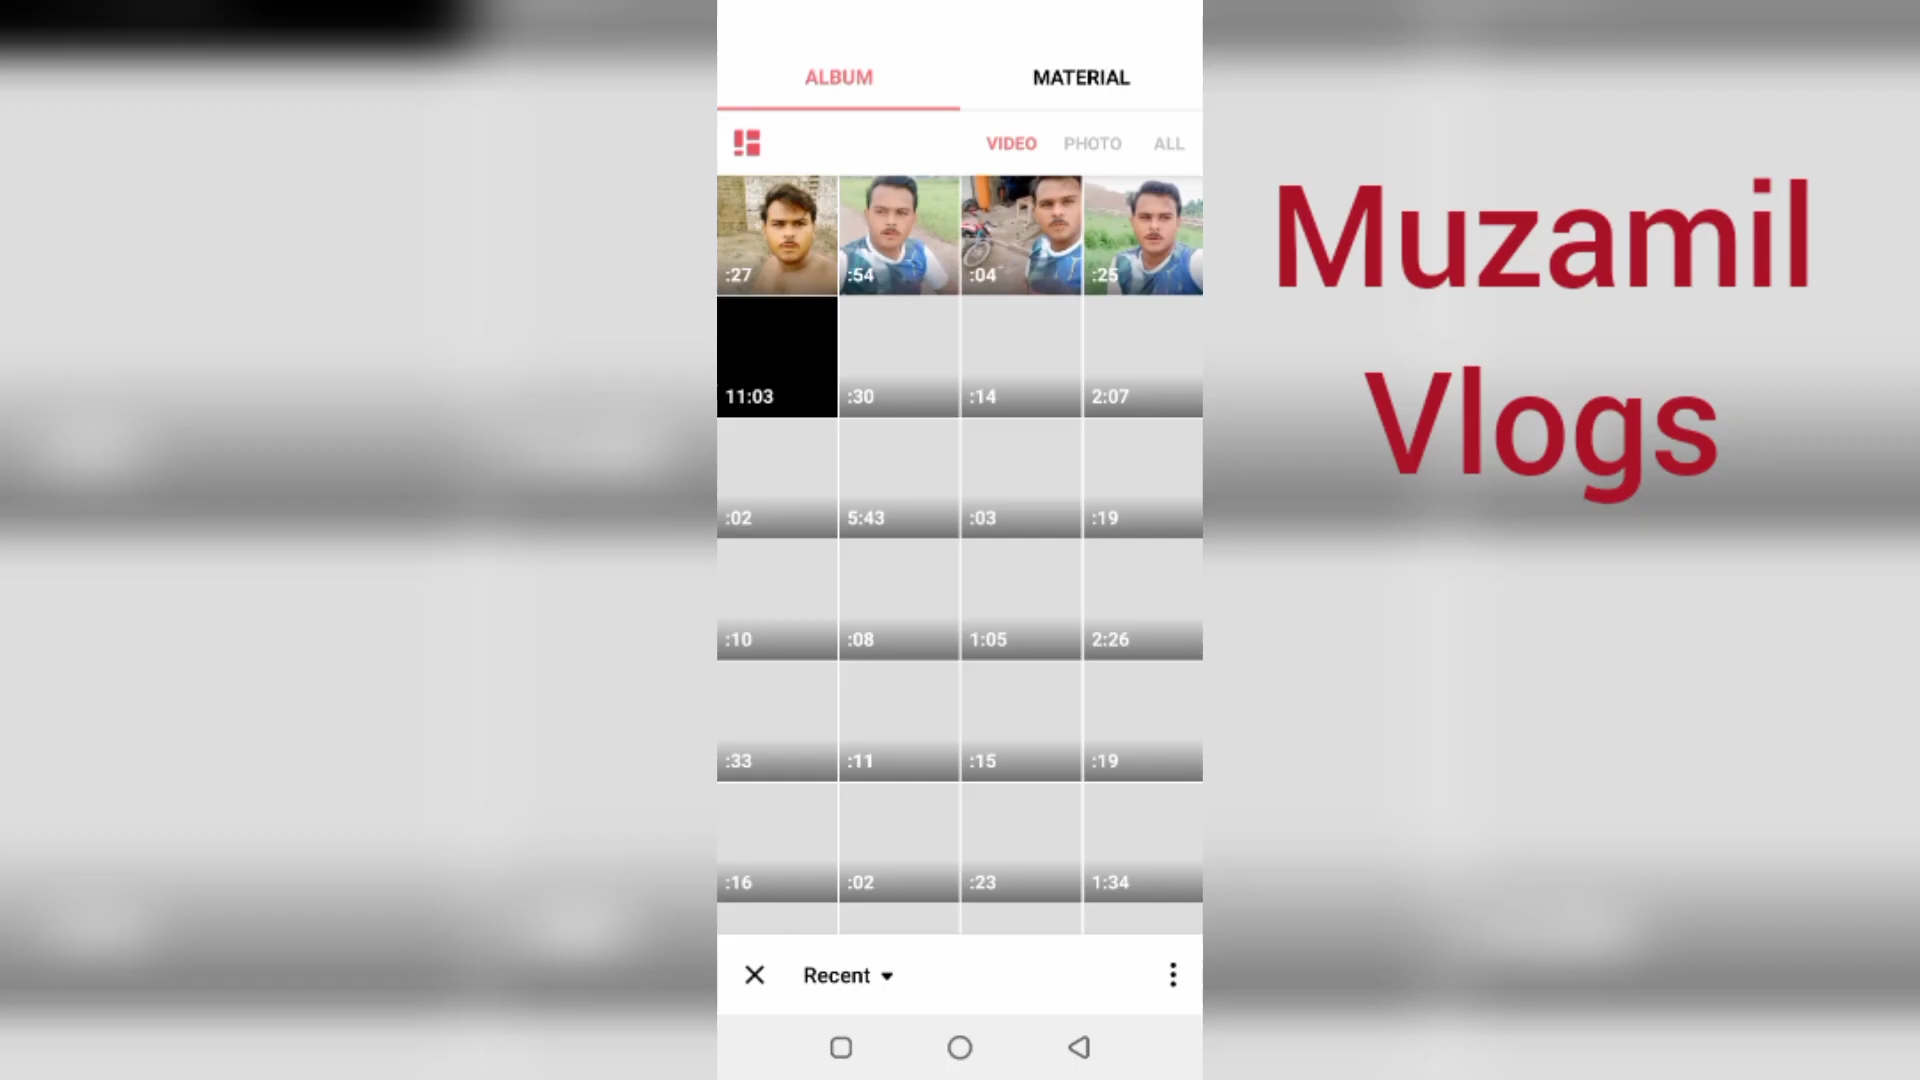 ALBUM MATERIAL
VIDEO PHOTO ALL
:27 :54 :04 :25
11:03 :30 :14 2:07
:02 5:43 :03 :19
:10 :08 1:05 2:26
:33 :11 :15 :19
:16 :02 :23 1:34
Recent
Muzamil
Vlogs